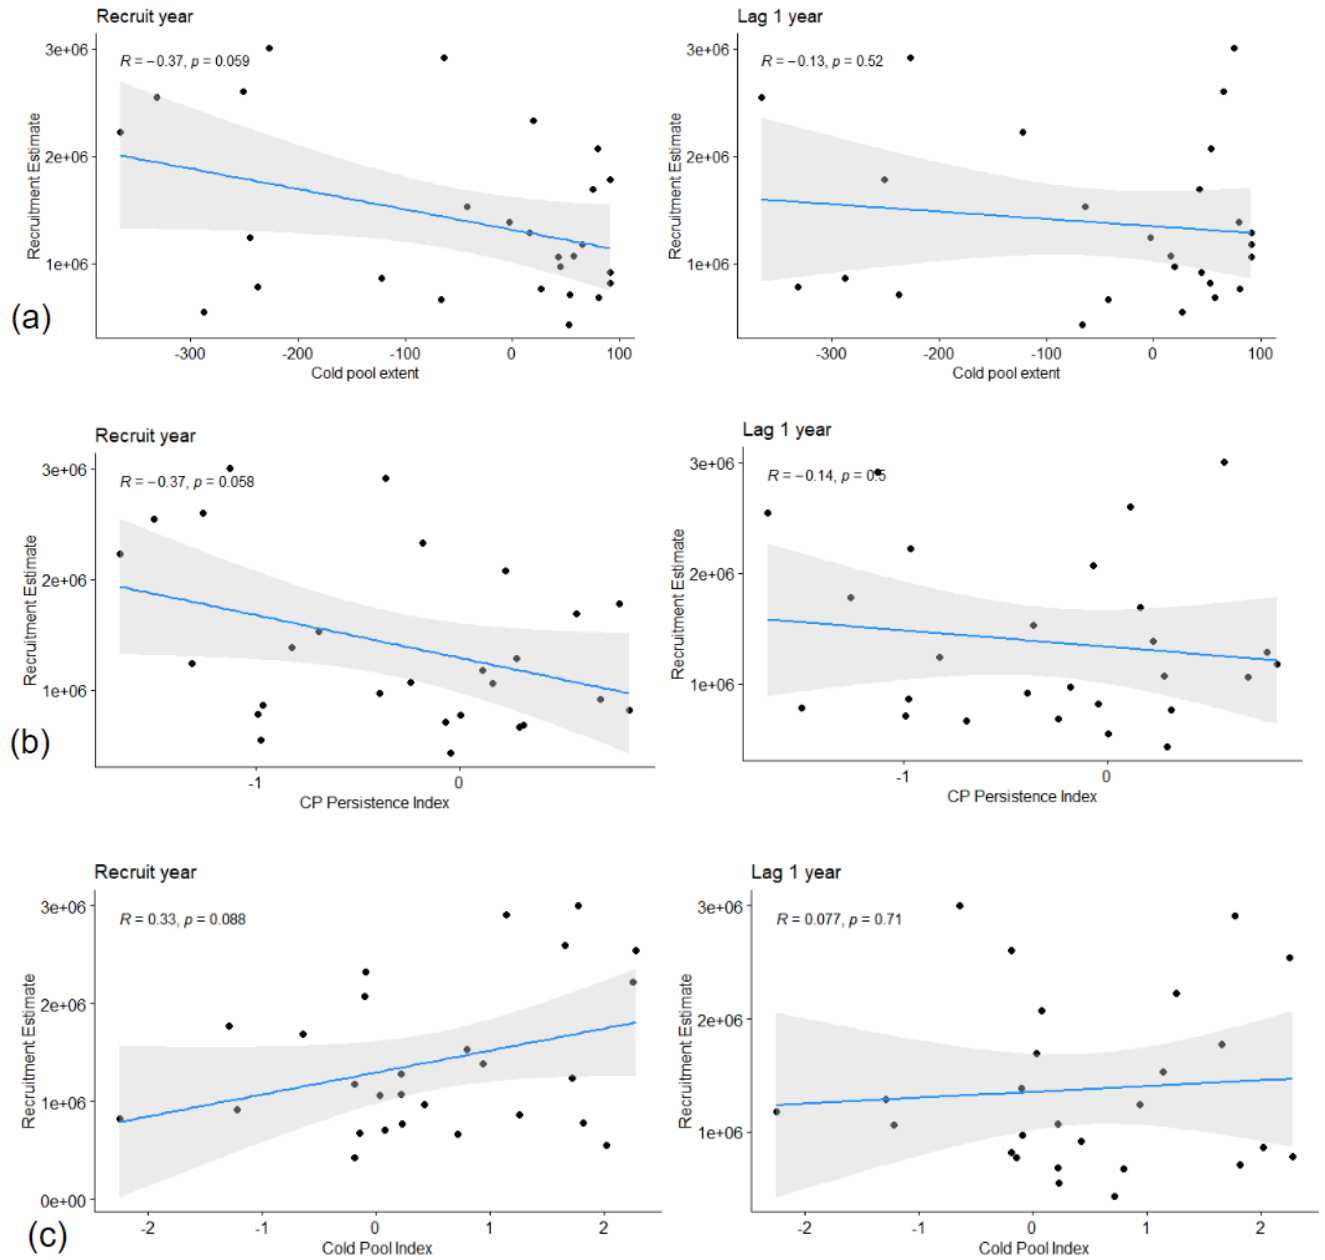 Recruit year
R = −0.37, p = 0.059
3e+06
2e+06
1e+06
Recruitment Estimate
-300
-200
-100
0
100
Cold pool extent
(a)
Lag 1 year
R = −0.13, p = 0.52
3e+06
2e+06
1e+06
Recruitment Estimate
-300
-200
-100
0
100
Cold pool extent
Recruit year
R = −0.37, p = 0.058
3e+06
2e+06
1e+06
Recruitment Estimate
-1
0
CP Persistence Index
(b)
Lag 1 year
R = −0.14, p = 0.5
3e+06
2e+06
1e+06
Recruitment Estimate
-1
0
CP Persistence Index
Recruit year
R = 0.33, p = 0.088
3e+06
2e+06
1e+06
0e+00
Recruitment Estimate
-2
-1
0
1
2
Cold Pool Index
(c)
Lag 1 year
R = 0.077, p = 0.71
3e+06
2e+06
1e+06
Recruitment Estimate
-2
-1
0
1
2
Cold Pool Index